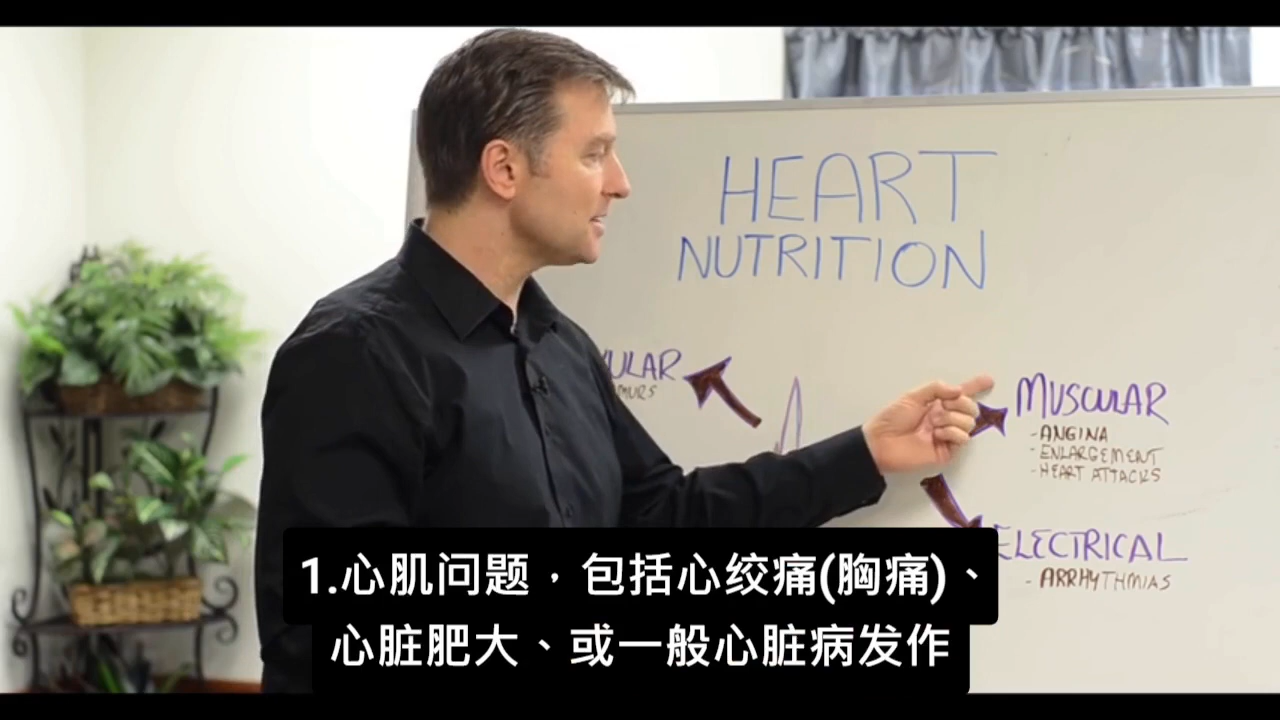 HEART
NUTRITION
MUSCULAR
- ANGINA
- ENLARGEMENT
- HEART ATTACKS
ELECTRICAL
- ARRHYTHMIAS
1.心肌问题，包括心绞痛(胸痛)、
心脏肥大、或一般心脏病发作